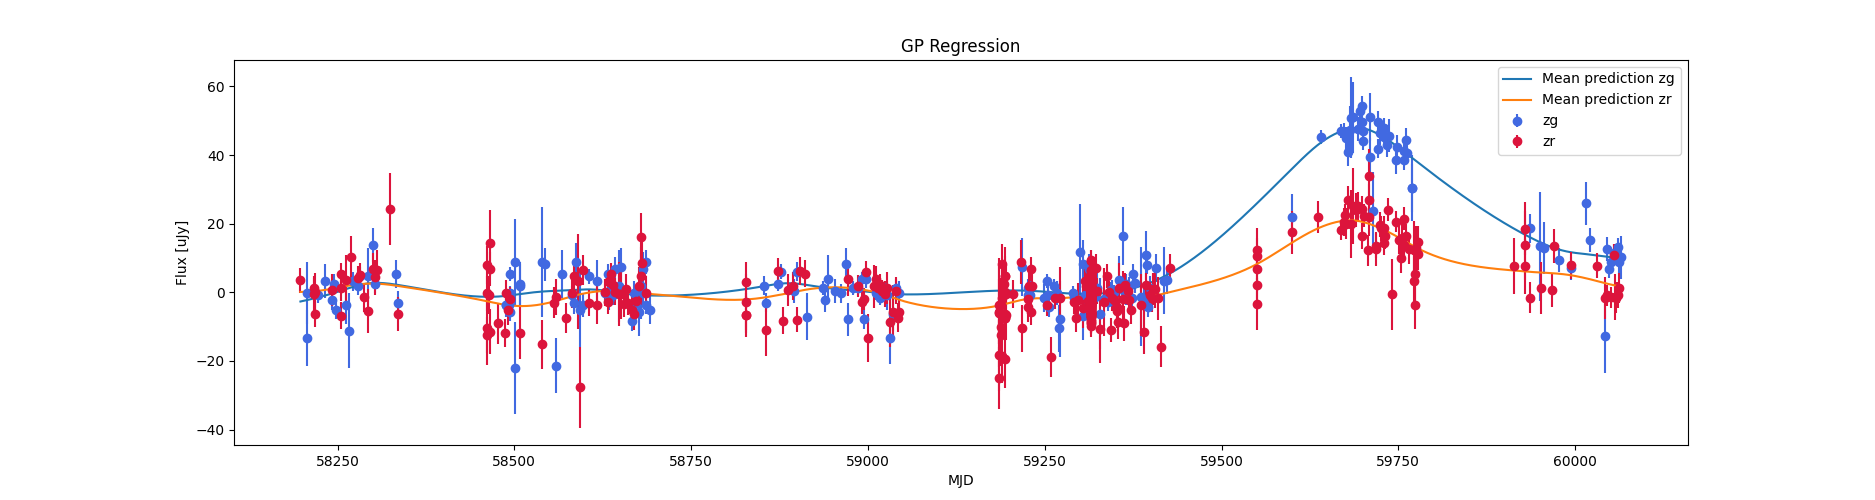 GP Regression
Mean prediction zg
Mean prediction zr
zg
zr
Flux [uJy]
60
40
20
0
−20
−40
58250 58500 58750 59000 59250 59500 59750 60000
MJD